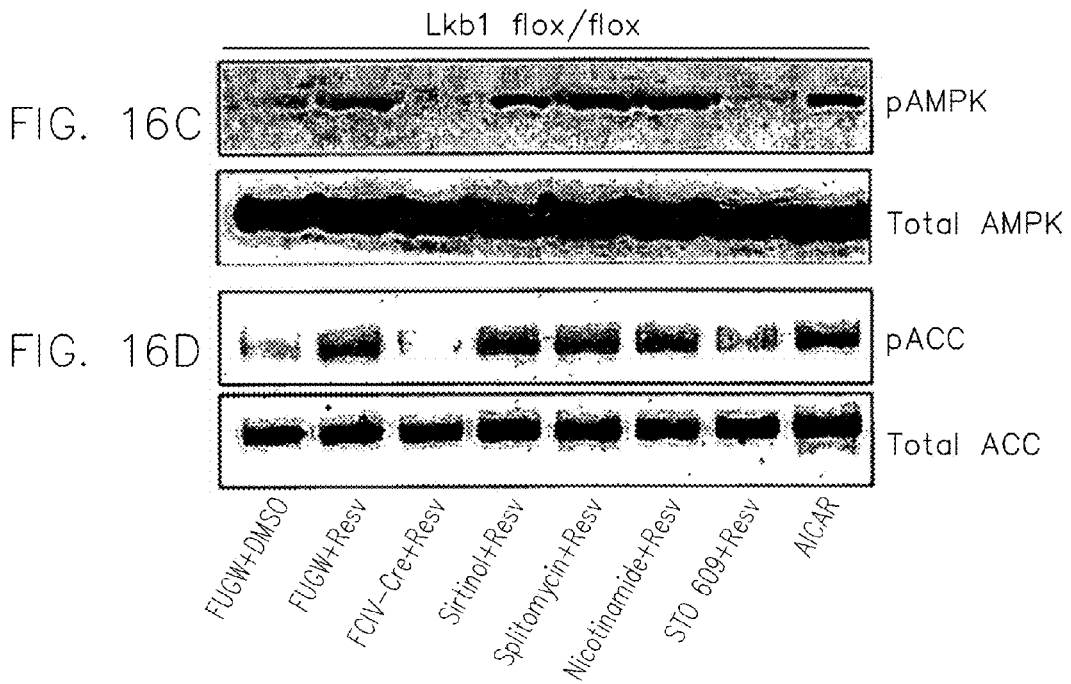 Lkb1 flox/flox
FIG. 16C
pAMPK
Total AMPK
FIG. 16D
pACC
Total ACC
FUGW+DMSO
FUGW+Resv
FCIV-Cre+Resv
Sirtinol+Resv
Splitomycin+Resv
Nicotinamide+Resv
STO 609+Resv
AICAR